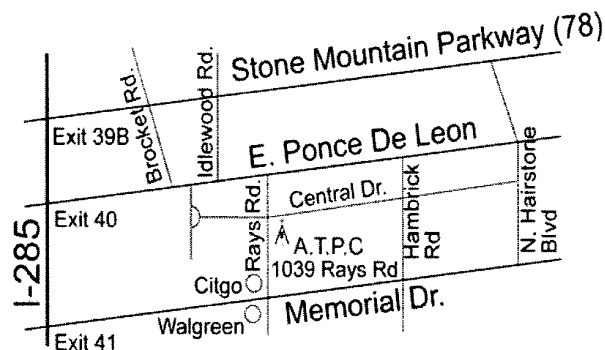 Stone Mountain Parkway (78)
Brocket Rd.
Idlewood Rd.
Exit 39B
E. Ponce De Leon
Exit 40
Rays Rd.
Central Dr.
Hambrick
Rd
N. Hairstone
Blvd
I-285
A.T.P.C
1039 Rays Rd
Citgo
Memorial Dr.
Walgreen
Exit 41